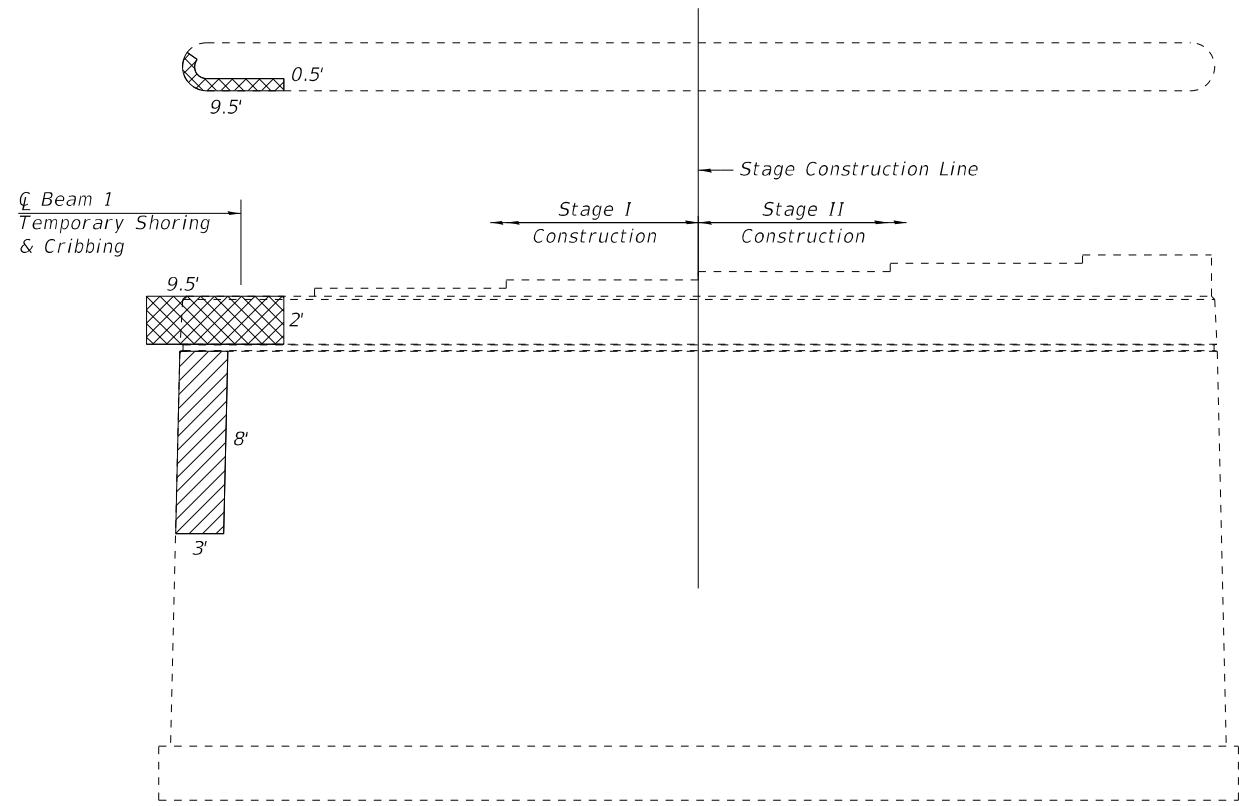 0.5'
9.5'
Stage Construction Line
℄ Beam 1
Temporary Shoring
& Cribbing
Stage I
Construction
Stage II
Construction
9.5'
2'
8'
3'